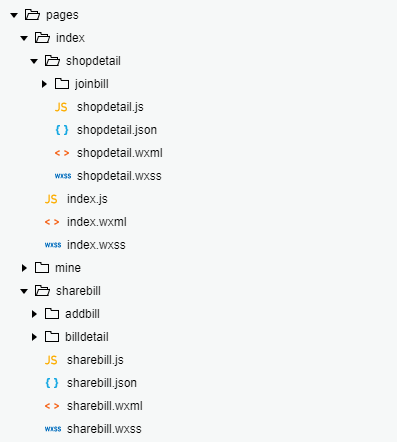 pages
index
shopdetail
joinbill
JS shopdetail.js
{ } shopdetail.json
< > shopdetail.wxml
wxss shopdetail.wxss
JS index.js
< > index.wxml
wxss index.wxss
mine
sharebill
addbill
billdetail
JS sharebill.js
{ } sharebill.json
< > sharebill.wxml
wxss sharebill.wxss